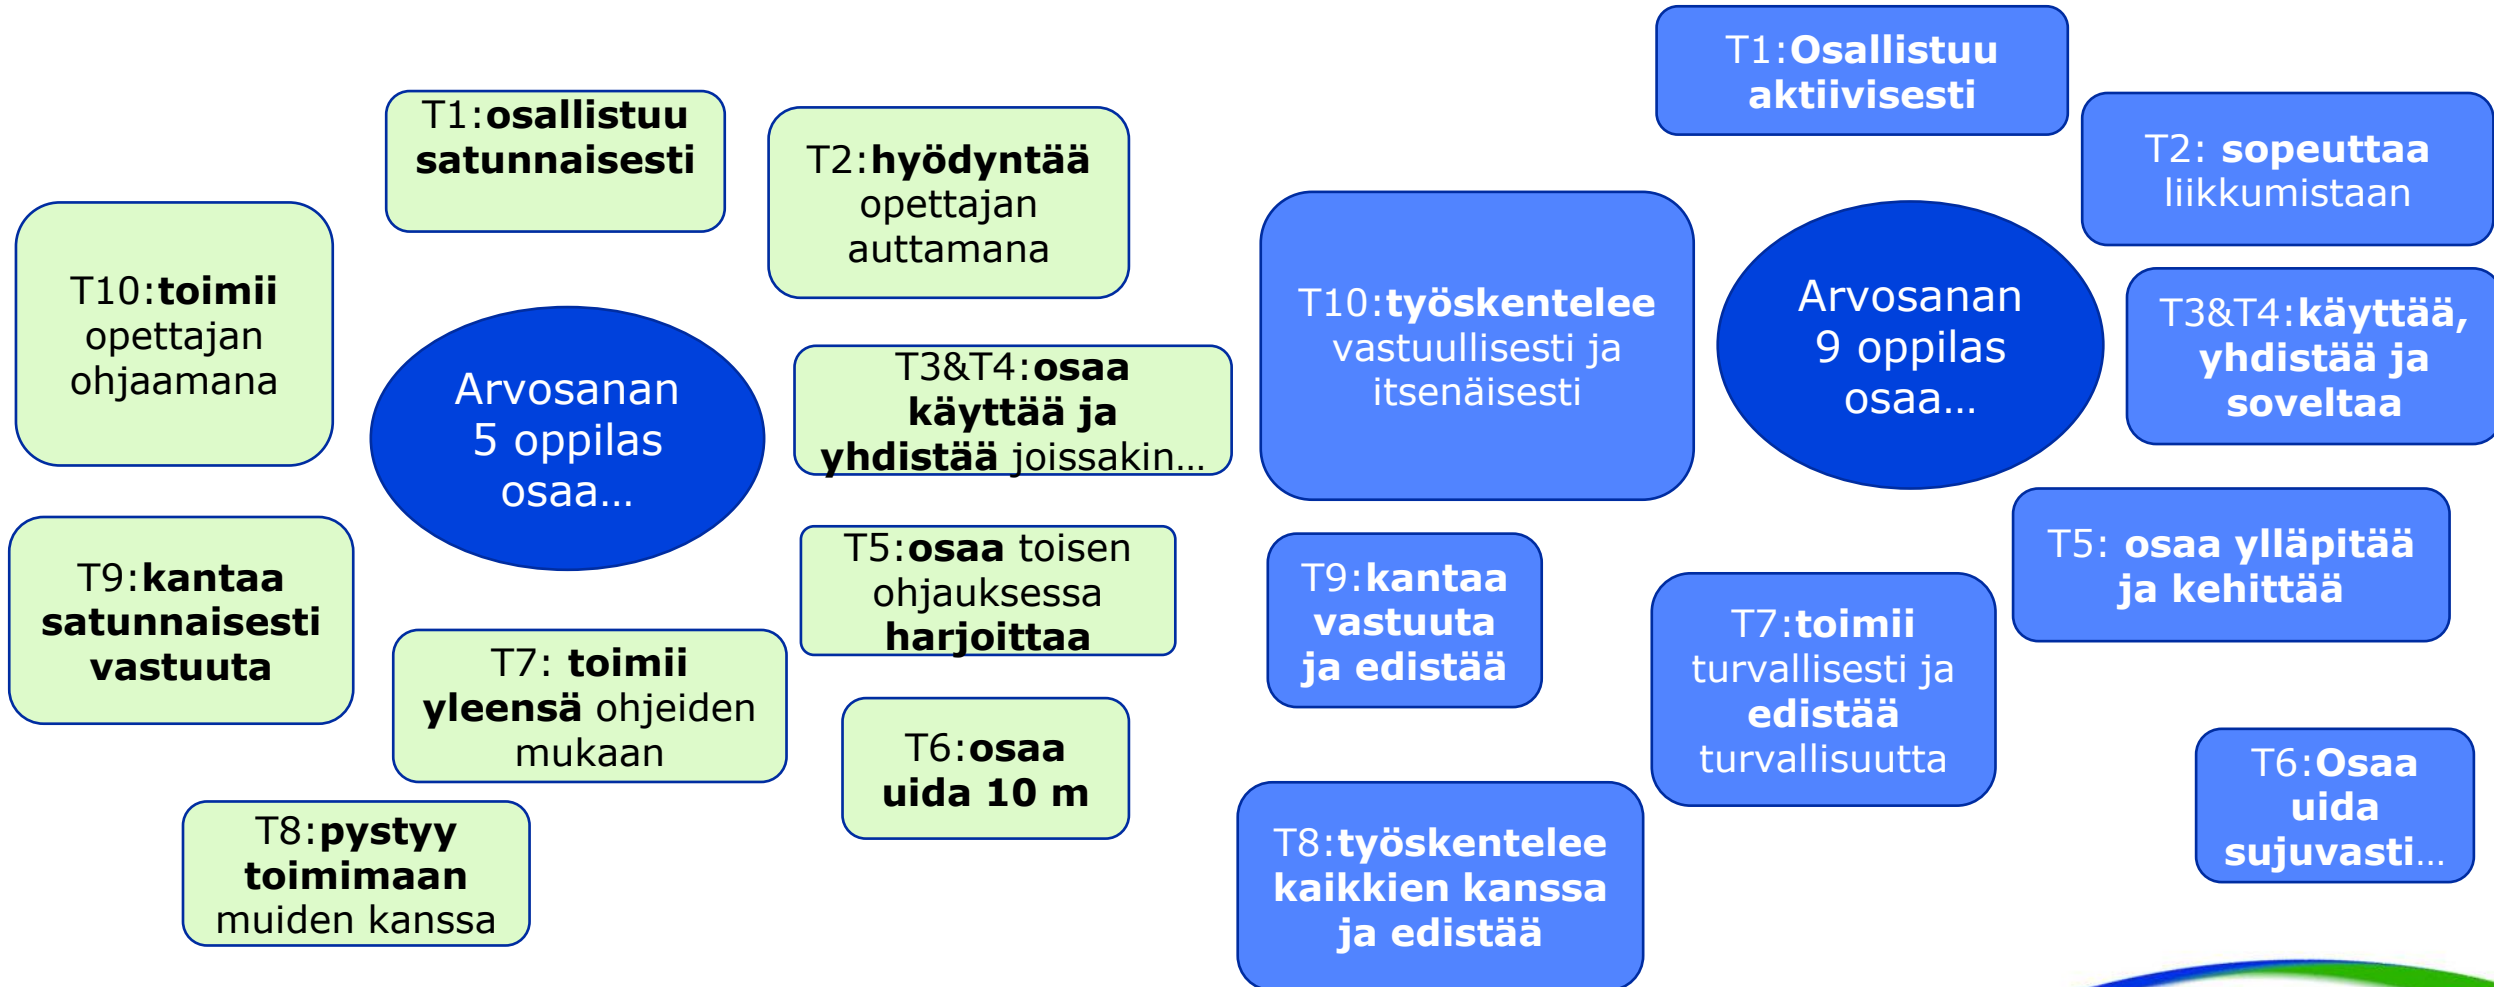 Arvosanan
5 oppilas
osaa…
T1:osallistuu
satunnaisesti
T2:hyödyntää
opettajan
auttamana
T3&T4:osaa
käyttää ja
yhdistää joissakin…
T5:osaa toisen
ohjauksessa
harjoittaa
T6:osaa
uida 10 m
T7: toimii
yleensä ohjeiden
mukaan
T8:pystyy
toimimaan
muiden kanssa
T9:kantaa
satunnaisesti
vastuuta
T10:toimii
opettajan
ohjaamana
Arvosanan
9 oppilas
osaa…
T1:Osallistuu
aktiivisesti
T2: sopeuttaa
liikkumistaan
T3&T4:käyttää,
yhdistää ja
soveltaa
T5: osaa ylläpitää
ja kehittää
T6:Osaa
uida
sujuvasti…
T7:toimii
turvallisesti ja
edistää
turvallisuutta
T8:työskentelee
kaikkien kanssa
ja edistää
T9:kantaa
vastuuta
ja edistää
T10:työskentelee
vastuullisesti ja
itsenäisesti